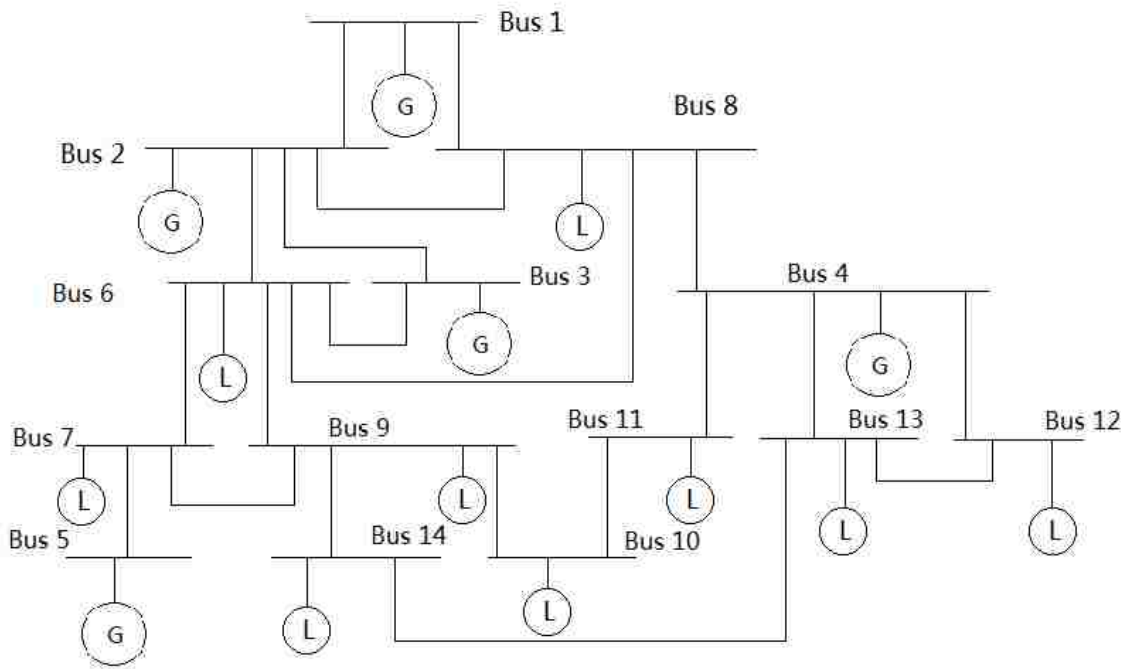 Bus 1
G
Bus 8
Bus 2
G
L
Bus 3
Bus 4
Bus 6
G
G
L
Bus 7
Bus 9
Bus 11
Bus 13
Bus 12
L
L
L
L
L
Bus 5
Bus 14
Bus 10
G
L
L